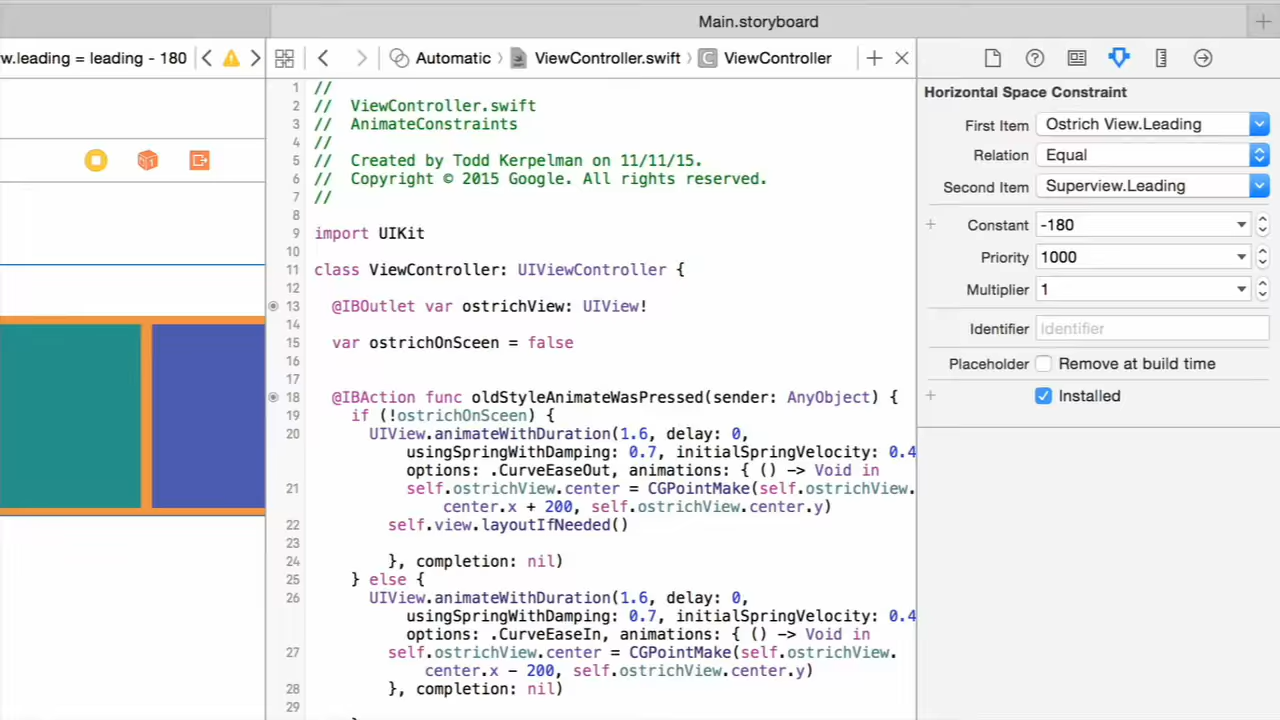 Main.storyboard
w.leading = leading - 180
Automatic
ViewController.swift
C ViewController
1 //
2 // ViewController.swift
3 // AnimateConstraints
4 //
5 // Created by Todd Kerpelman on 11/11/15.
6 // Copyright © 2015 Google. All rights reserved.
7 //
8
9 import UIKit
10
11 class ViewController: UIViewController {
12
13 @IBOutlet var ostrichView: UIView!
14
15 var ostrichOnSceen = false
16
17
18 @IBAction func oldStyleAnimateWasPressed(sender: AnyObject) {
19 if (!ostrichOnSceen) {
20 UIView.animateWithDuration(1.6, delay: 0,
usingSpringWithDamping: 0.7, initialSpringVelocity: 0.4
options: .CurveEaseOut, animations: { () -> Void in
21 self.ostrichView.center = CGPointMake(self.ostrichView.
center.x + 200, self.ostrichView.center.y)
22 self.view.layoutIfNeeded()
23
24 }, completion: nil)
25 } else {
26 UIView.animateWithDuration(1.6, delay: 0,
usingSpringWithDamping: 0.7, initialSpringVelocity: 0.4
options: .CurveEaseIn, animations: { () -> Void in
27 self.ostrichView.center = CGPointMake(self.ostrichView.
center.x - 200, self.ostrichView.center.y)
28 }, completion: nil)
29
Horizontal Space Constraint
First Item Ostrich View.Leading
Relation Equal
Second Item Superview.Leading
Constant -180
Priority 1000
Multiplier 1
Identifier Identifier
Placeholder Remove at build time
Installed